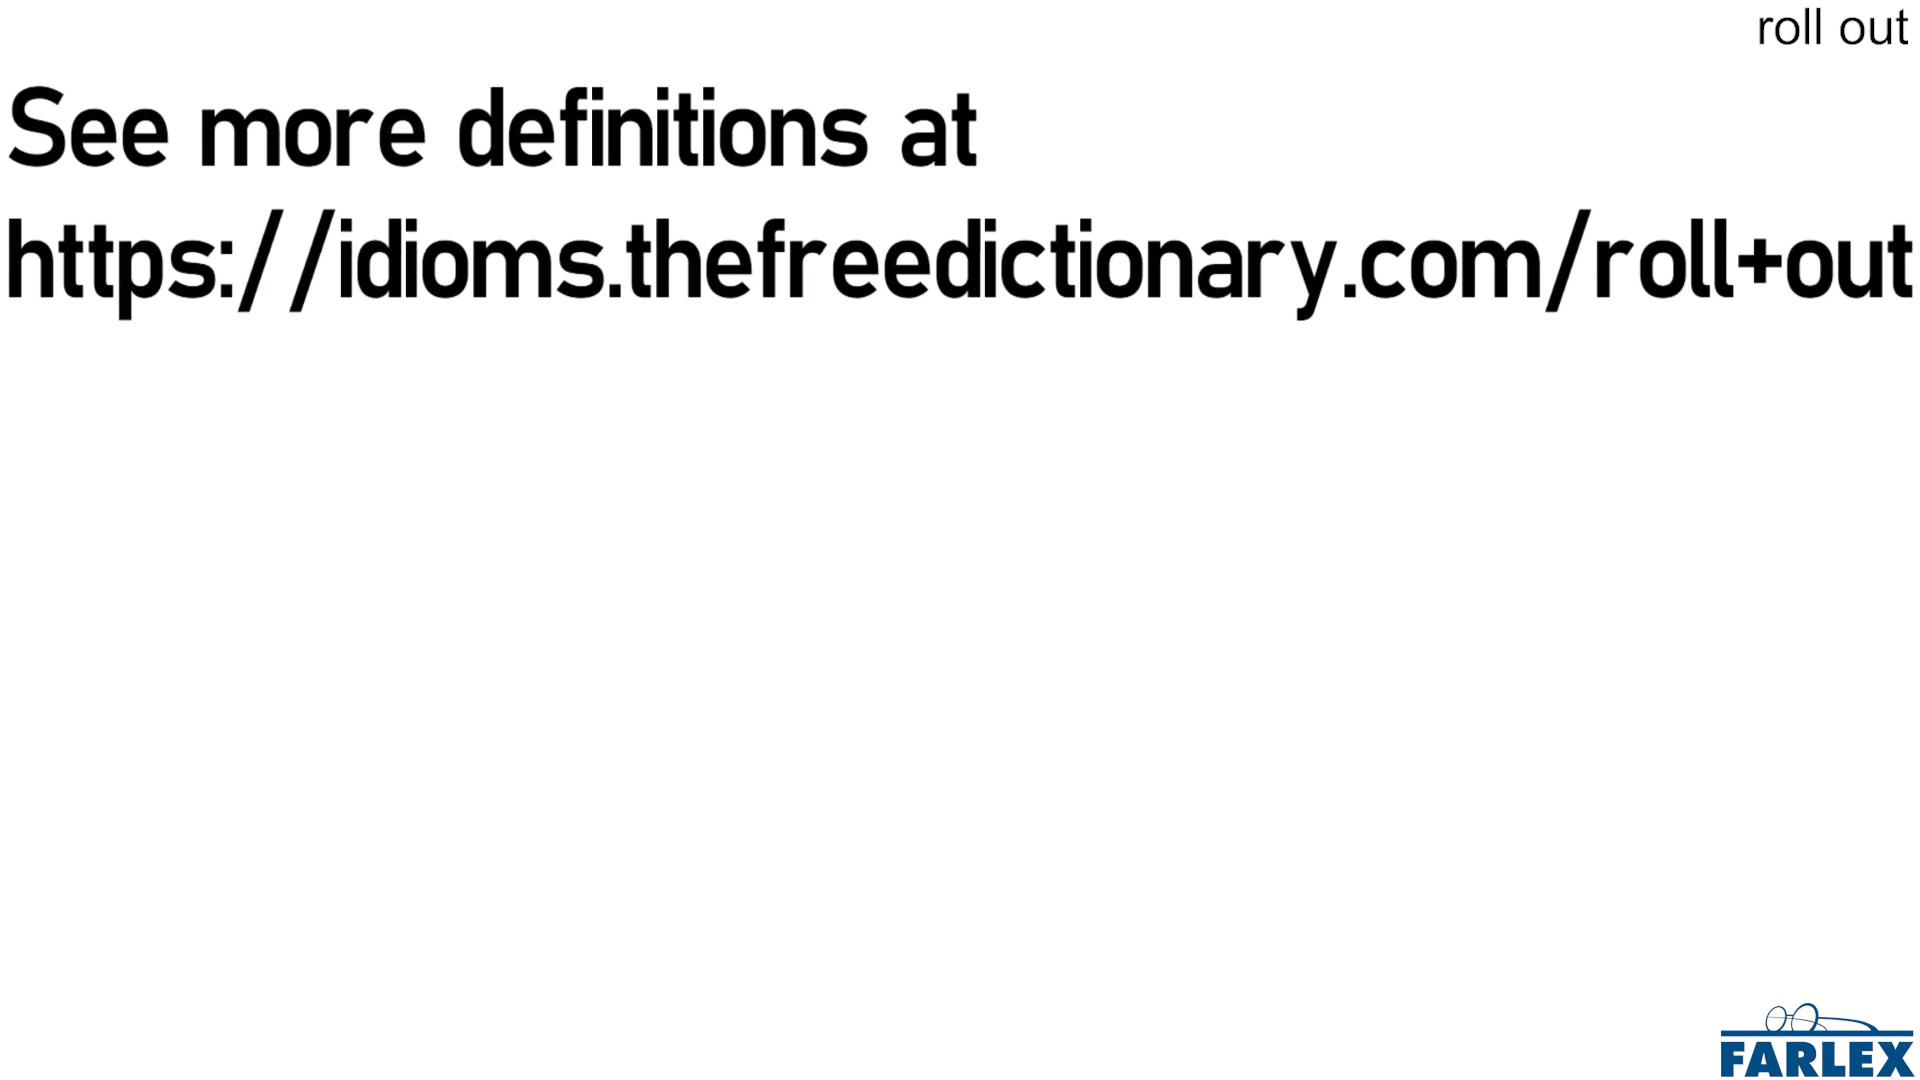 roll out
See more definitions at
https://idioms.thefreedictionary.com/roll+out
FARLEX